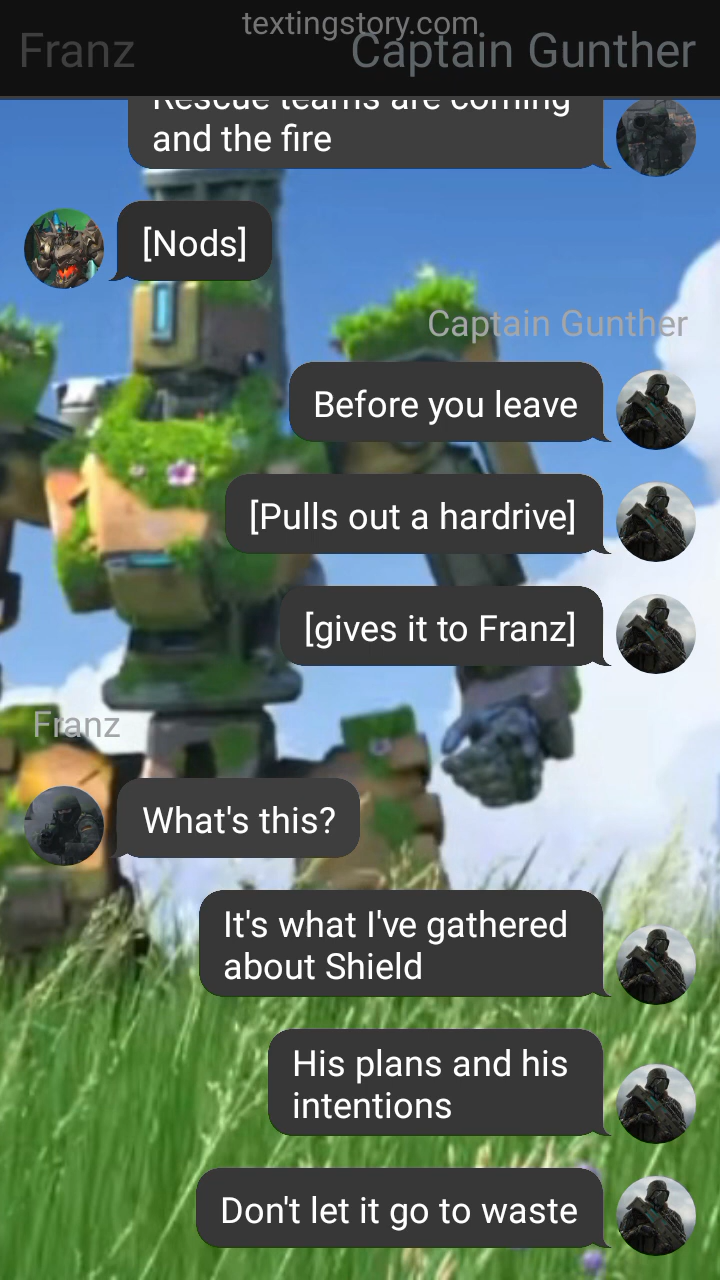 textingstory.com
Franz
Captain Gunther
Rescue teams are coming
and the fire
[Nods]
Captain Gunther
Before you leave
[Pulls out a hardrive]
[gives it to Franz]
Franz
What's this?
It's what I've gathered
about Shield
His plans and his
intentions
Don't let it go to waste